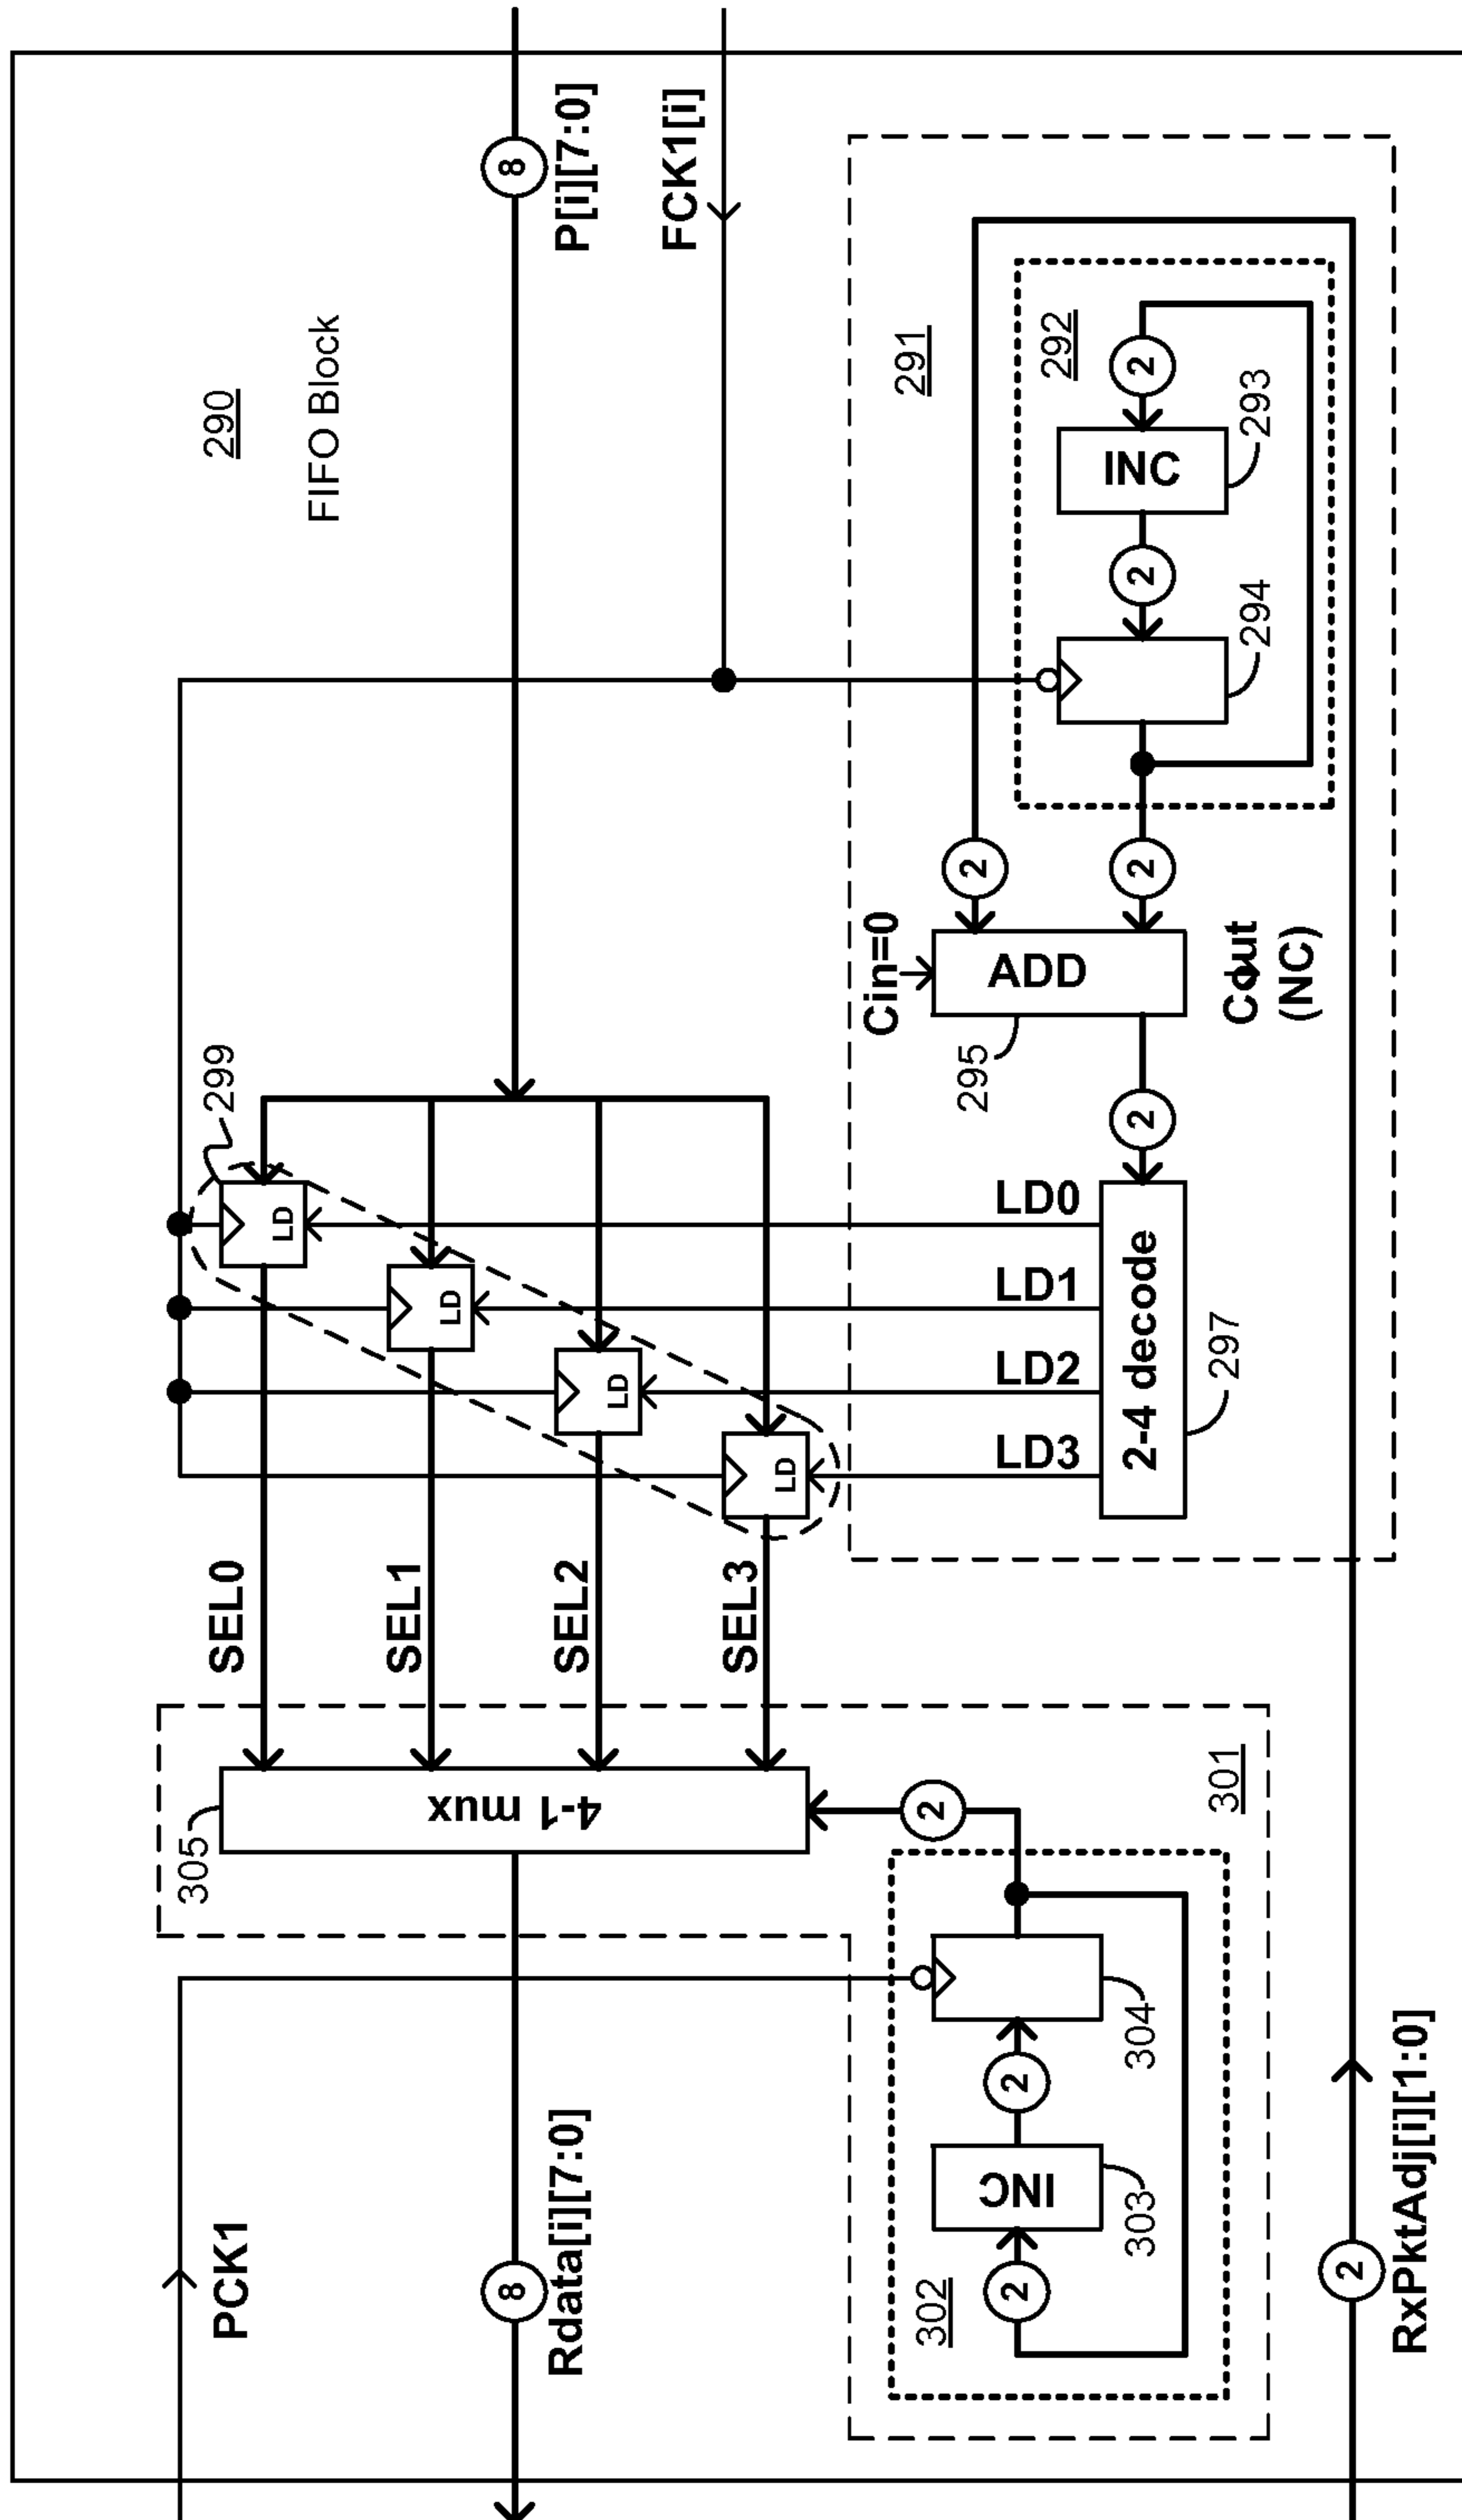 290
FIFO Block
8
P[i][7:0]
FCK1[i]
291
292
2
INC
293
2
294
2
2
Cin=0
ADD
295
Cout
(NC)
2
299
LD
LD
LD
LD
LD0
LD1
LD2
LD3
2-4 decode
297
SEL0
SEL1
SEL2
SEL3
305
4-1 mux
2
301
304
2
INC
303
2
302
PCK1
8
Rdata[i][7:0]
2
RxPktAdj[i][1:0]